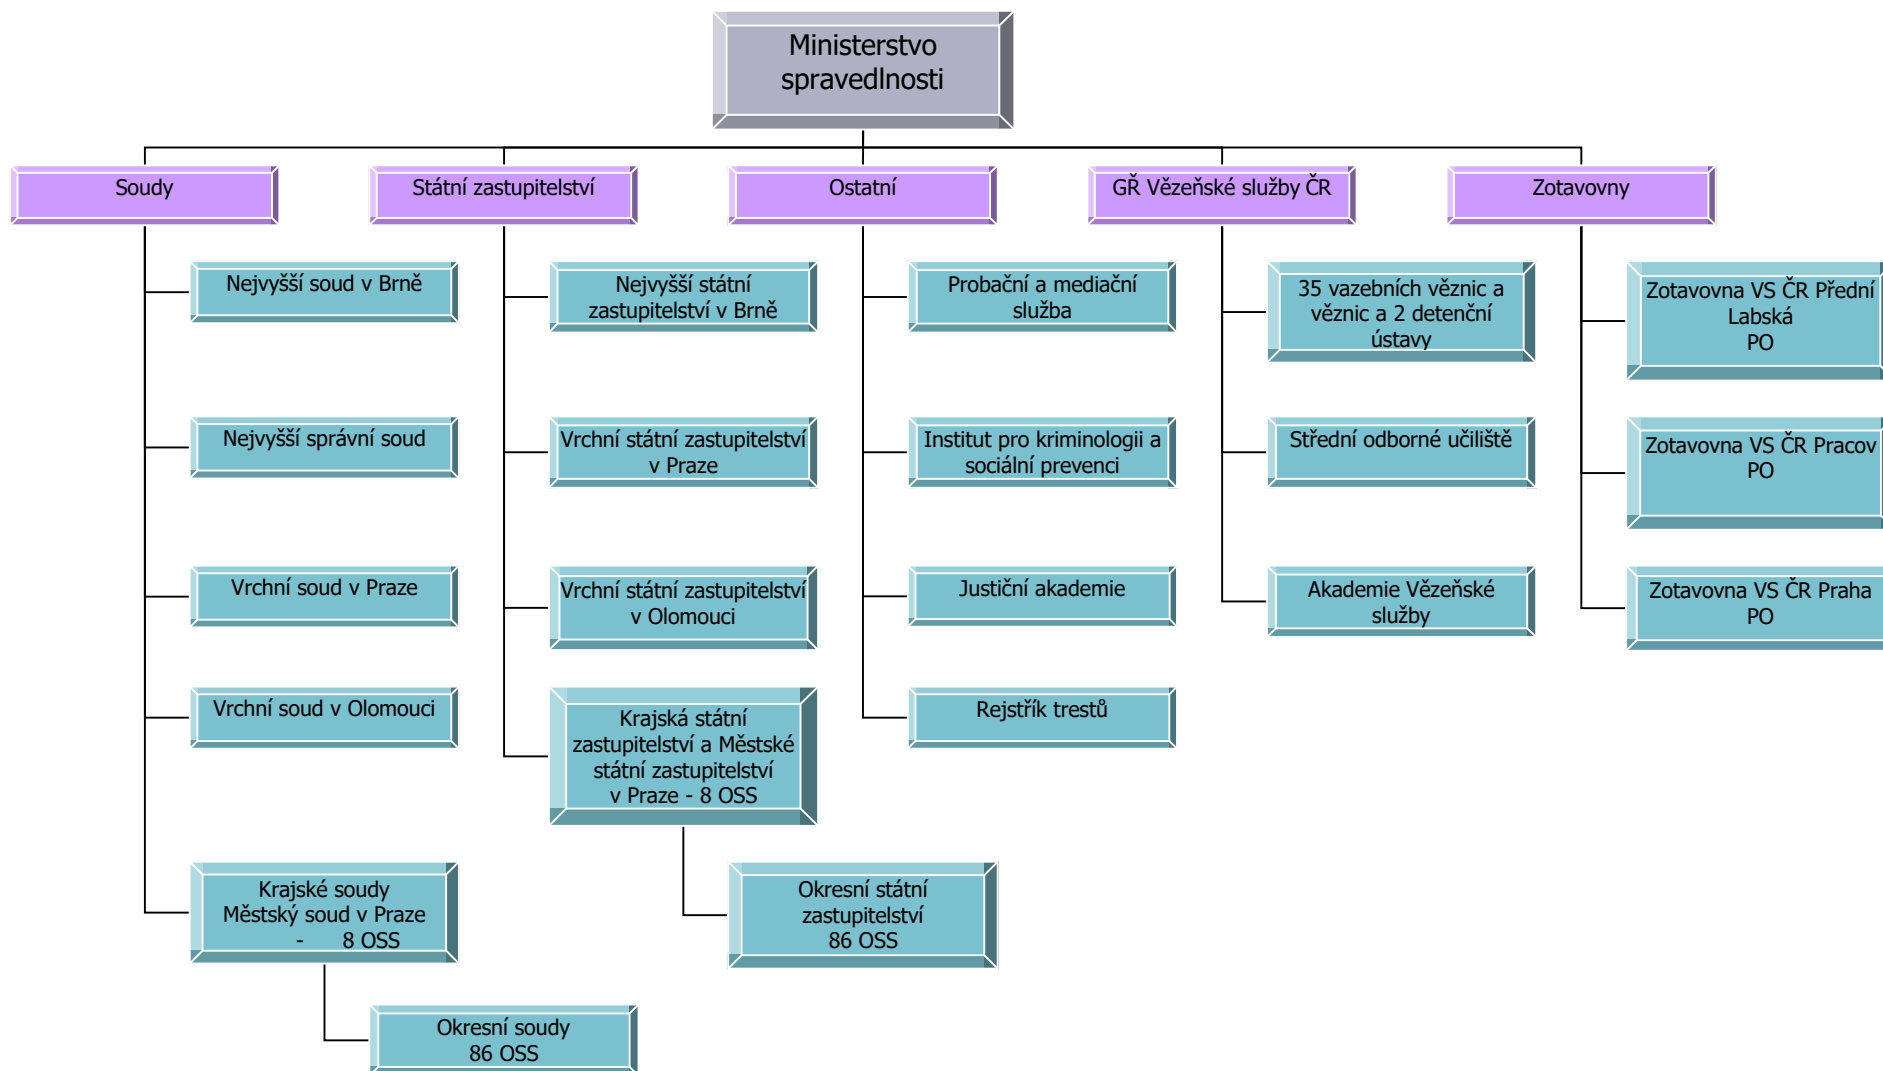 Ministerstvo
spravedlnosti
Soudy
Státní zastupitelství
Ostatní
GŘ Vězeňské služby ČR
Zotavovny
Nejvyšší soud v Brně
Nejvyšší státní
zastupitelství v Brně
Probační a mediační
služba
35 vazebních věznic a
věznic a 2 detenční
ústavy
Zotavovna VS ČR Přední
Labská
PO
Nejvyšší správní soud
Vrchní státní zastupitelství
v Praze
Institut pro kriminologii a
sociální prevenci
Střední odborné učiliště
Zotavovna VS ČR Pracov
PO
Vrchní soud v Praze
Vrchní státní zastupitelství
v Olomouci
Justiční akademie
Akademie Vězeňské
služby
Zotavovna VS ČR Praha
PO
Vrchní soud v Olomouci
Krajská státní
zastupitelství a Městské
státní zastupitelství
v Praze - 8 OSS
Rejstřík trestů
Krajské soudy
Městský soud v Praze
- 8 OSS
Okresní státní
zastupitelství
86 OSS
Okresní soudy
86 OSS